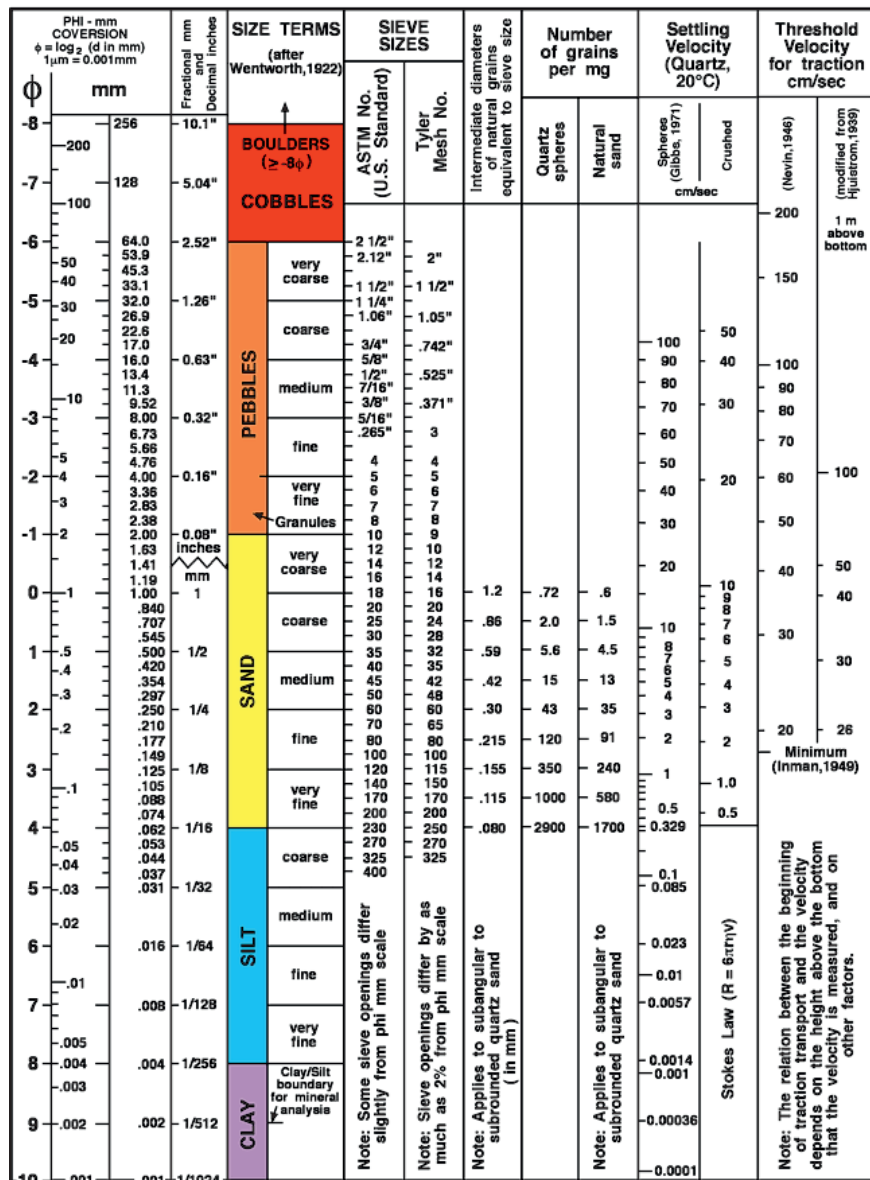 PHI - mm
COVERSION
ϕ = log₂ (d in mm)
1µm = 0.001mm
ϕ
mm
Fractional mm
and
Decimal inches
SIZE TERMS
(after
Wentworth,1922)
SIEVE
SIZES
ASTM No.
(U.S. Standard)
Tyler
Mesh No.
Intermediate diameters
of natural grains
equivalent to sieve size
Number
of grains
per mg
Quartz
spheres
Natural
sand
Settling
Velocity
(Quartz,
20°C)
Spheres
(Gibbs, 1971)
Crushed
cm/sec
Threshold
Velocity
for traction
cm/sec
(Nevin,1946)
(modified from
Hjuistrom,1939)
1 m
above
bottom
-8
-7
-6
-5
-4
-3
-2
-1
0
1
2
3
4
5
6
7
8
9
10
200
100
50
40
30
20
10
5
4
3
2
1
.5
.4
.3
.2
.1
.05
.04
.03
.02
.01
.005
.004
.003
.002
.001
256
128
64.0
53.9
45.3
33.1
32.0
26.9
22.6
17.0
16.0
13.4
11.3
9.52
8.00
6.73
5.66
4.76
4.00
3.36
2.83
2.38
2.00
1.63
1.41
1.19
1.00
.840
.707
.545
.500
.420
.354
.297
.250
.210
.177
.149
.125
.105
.088
.074
.062
.053
.044
.037
.031
.016
.008
.004
.002
.001
10.1"
5.04"
2.52"
1.26"
0.63"
0.32"
0.16"
0.08"
inches
mm
1
1/2
1/4
1/8
1/16
1/32
1/64
1/128
1/256
1/512
1/1024
BOULDERS
(≥ -8ϕ)
COBBLES
PEBBLES
SAND
SILT
CLAY
very
coarse
coarse
medium
fine
very
fine
Granules
very
coarse
coarse
medium
fine
very
fine
coarse
medium
fine
very
fine
Clay/Silt
boundary
for mineral
analysis
2 1/2"
2.12"
1 1/2"
1 1/4"
1.06"
3/4"
5/8"
1/2"
7/16"
3/8"
5/16"
.265"
4
5
6
7
8
10
12
14
16
18
20
25
30
35
40
45
50
60
70
80
100
120
140
170
200
230
270
325
400
Note: Some sieve openings differ
slightly from phi mm scale
2"
1 1/2"
1.05"
.742"
.525"
.371"
3
4
5
6
7
8
9
10
12
14
16
20
24
28
32
35
42
48
60
65
80
100
115
150
170
200
250
270
325
Note: Sieve openings differ by as
much as 2% from phi mm scale
1.2
.86
.59
.42
.30
.215
.155
.115
.080
Note: Applies to subangular to
subrounded quartz sand
( in mm )
.72
2.0
5.6
15
43
120
350
1000
2900
.6
1.5
4.5
13
35
91
240
580
1700
Note: Applies to subangular to
subrounded quartz sand
100
90
80
70
60
50
40
30
20
10
8
7
6
5
4
3
2
1
0.5
0.329
0.1
0.085
0.023
0.01
0.0057
0.0014
0.001
0.00036
0.0001
50
40
30
20
10
9
8
7
6
5
4
3
2
1.0
0.5
Stokes Law (R = 6πrηv)
200
150
100
90
80
70
60
50
40
30
20
100
50
40
30
26
Minimum
(Inman,1949)
Note: The relation between the beginning
of traction transport and the velocity
depends on the height above the bottom
that the velocity is measured, and on
other factors.